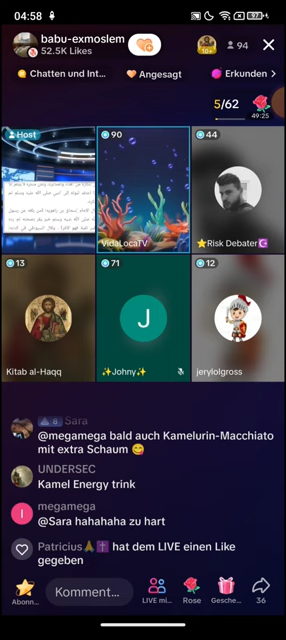 04:58
97
babu-exmoslem
52.5K Likes
10+
94
Chatten und Int...
Angesagt
Erkunden
5/62
49:25
Host
90
44
VidaLocaTV
⭐Risk Debater☪
13
71
12
J
Kitab al-Haqq
✨Johny✨
jerylolgross
6 Sara
@megamega bald auch Kamelurin-Macchiato
mit extra Schaum 😋
UNDERSEC
Kamel Energy trink
megamega
@Sara hahahaha zu hart
Patricius🙏✝️ hat dem LIVE einen Like
gegeben
Abonn...
Komment...
LIVE mi...
Rose
Gesche...
36